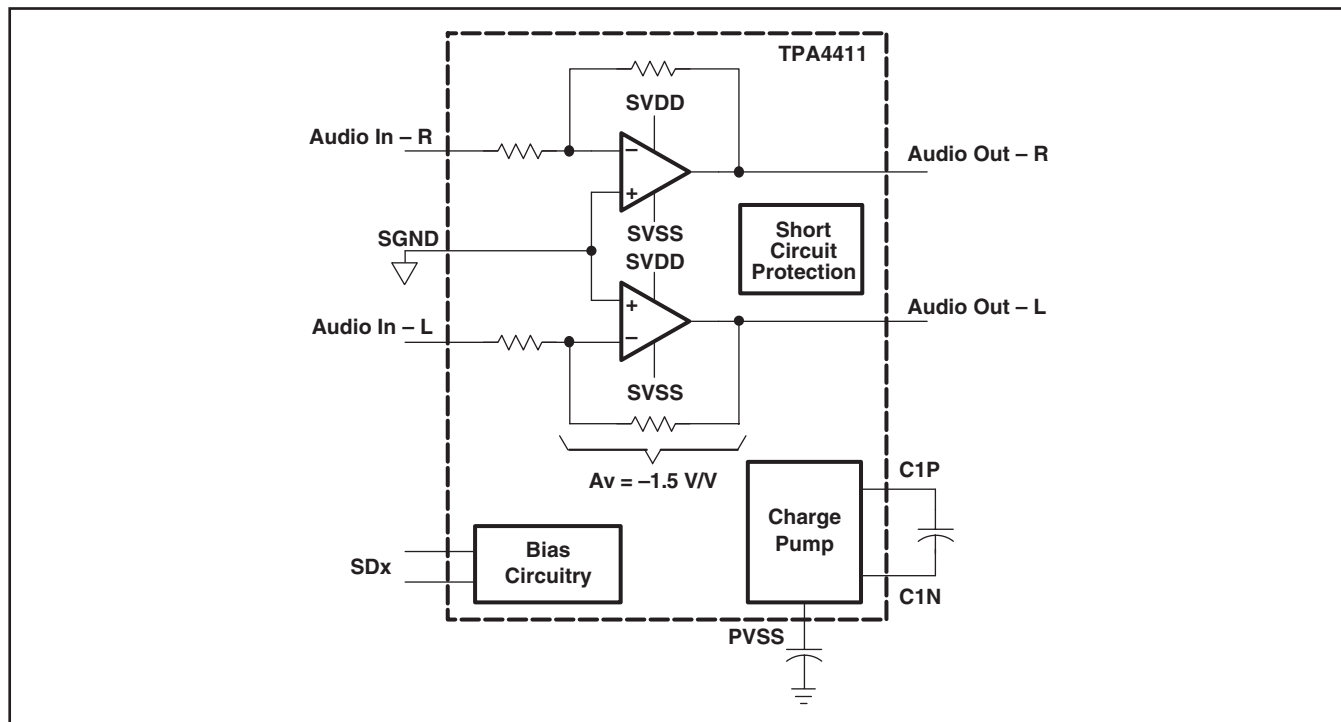 TPA4411
SVDD
Audio In – R
Audio Out – R
−
+
SVSS
SGND
Short
Circuit
Protection
SVDD
+
−
Audio In – L
Audio Out – L
SVSS
Av = –1.5 V/V
C1P
Charge
Pump
Bias
Circuitry
SDx
C1N
PVSS